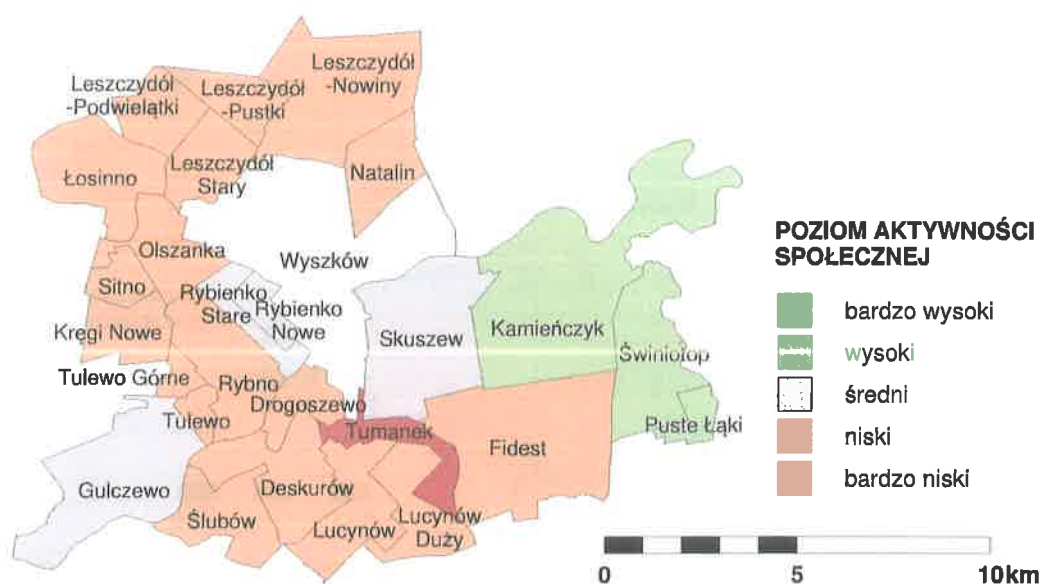 Leszczydół
-Nowiny
Leszczydół
-Podwielątki
Leszczydół
-Pustki
Łosinno
Leszczydół
Stary
Natalin
Olszanka
Wyszków
Sitno
Rybienko
Stare
Rybienko
Nowe
Kręgi Nowe
Skuszew
Kamieńczyk
Świniotop
Tulewo Górne
Rybno
Drogoszewo
Tulewo
Tumanek
Fidest
Puste Łąki
Gulczewo
Deskurów
Ślubów
Lucynów
Lucynów
Duży
POZIOM AKTYWNOŚCI
SPOŁECZNEJ
bardzo wysoki
wysoki
średni
niski
bardzo niski
0 5 10km